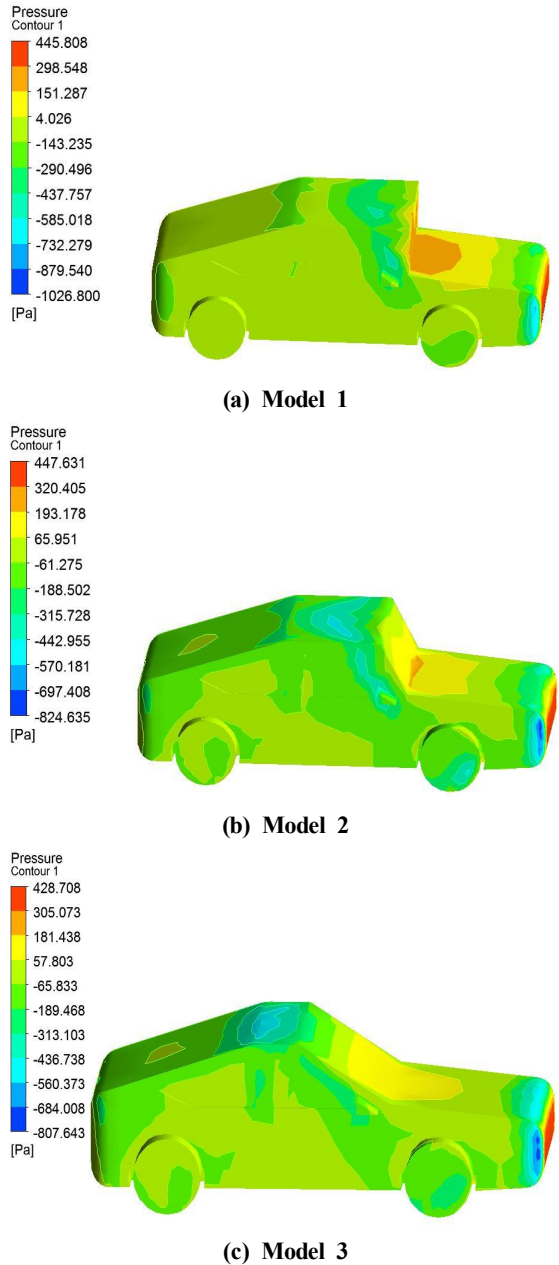 Pressure
Contour 1
445.808
298.548
151.287
4.026
-143.235
-290.496
-437.757
-585.018
-732.279
-879.540
-1026.800
[Pa]
(a) Model 1
Pressure
Contour 1
447.631
320.405
193.178
65.951
-61.275
-188.502
-315.728
-442.955
-570.181
-697.408
-824.635
[Pa]
(b) Model 2
Pressure
Contour 1
428.708
305.073
181.438
57.803
-65.833
-189.468
-313.103
-436.738
-560.373
-684.008
-807.643
[Pa]
(c) Model 3